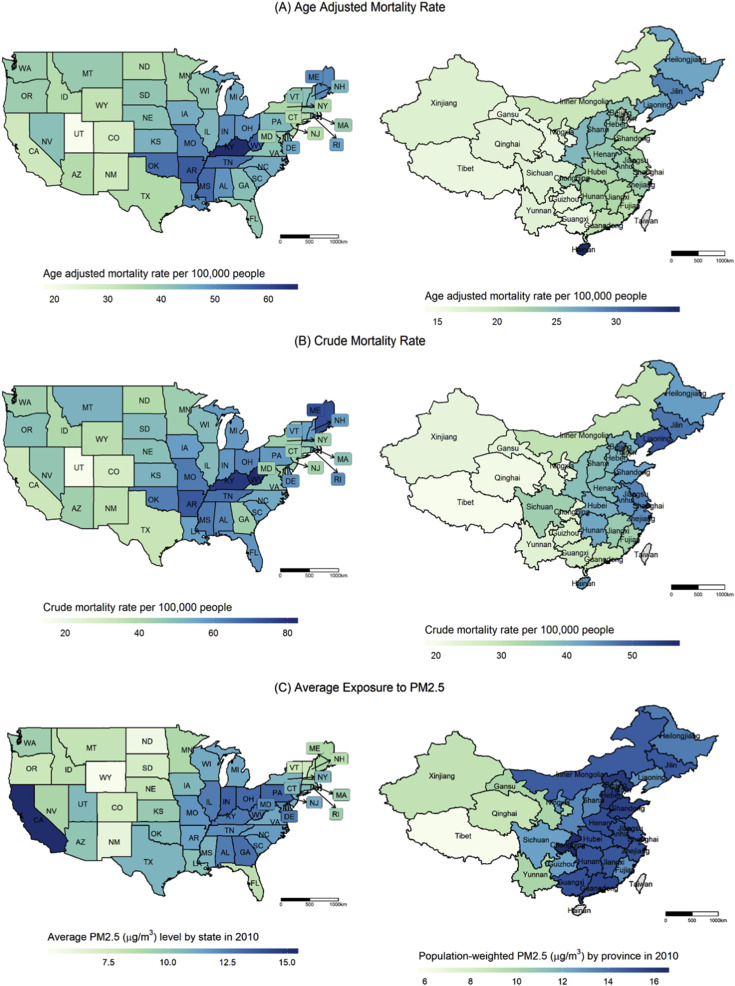 (A) Age Adjusted Mortality Rate
WA
MT
ND
MN
OR
ID
SD
WI
WY
MI
VT
ME
NH
NY
CT
NJ
MA
RI
MD
DE
PA
IA
NE
NV
UT
CO
CA
KS
MO
IL
IN
OH
KY
WV
VA
AZ
NM
OK
AR
TN
NC
SC
MS
AL
GA
LA
TX
FL
0 500 1000km
Age adjusted mortality rate per 100,000 people
20 30 40 50 60
Heilongjiang
Jilin
Liaoning
Inner Mongolian
Xinjiang
Gansu
Hebei
Shanxi
Ningxia
Shandong
Qinghai
Henan
Jiangsu
Anhui
Shanghai
Tibet
Sichuan
Chongqing
Hubei
Zhejiang
Guizhou
Hunan
Jiangxi
Fujian
Yunnan
Guangxi
Guangdong
Taiwan
Hainan
0 500 1000km
Age adjusted mortality rate per 100,000 people
15 20 25 30
(B) Crude Mortality Rate
WA
MT
ND
MN
OR
ID
SD
WI
WY
MI
VT
ME
NH
NY
CT
NJ
MA
RI
MD
DE
PA
IA
NE
NV
UT
CO
CA
KS
MO
IL
IN
OH
KY
WV
VA
AZ
NM
OK
AR
TN
NC
SC
MS
AL
GA
LA
TX
FL
0 500 1000km
Crude mortality rate per 100,000 people
20 40 60 80
Heilongjiang
Jilin
Liaoning
Inner Mongolian
Xinjiang
Gansu
Hebei
Shanxi
Ningxia
Shandong
Qinghai
Henan
Jiangsu
Anhui
Shanghai
Tibet
Sichuan
Chongqing
Hubei
Zhejiang
Guizhou
Hunan
Jiangxi
Fujian
Yunnan
Guangxi
Guangdong
Taiwan
Hainan
0 500 1000km
Crude mortality rate per 100,000 people
20 30 40 50
(C) Average Exposure to PM2.5
WA
MT
ND
MN
OR
ID
SD
WI
WY
MI
VT
ME
NH
NY
CT
NJ
MA
RI
MD
DE
PA
IA
NE
NV
UT
CO
CA
KS
MO
IL
IN
OH
KY
WV
VA
AZ
NM
OK
AR
TN
NC
SC
MS
AL
GA
LA
TX
FL
0 500 1000km
Average PM2.5 (μg/m³) level by state in 2010
7.5 10.0 12.5 15.0
Heilongjiang
Jilin
Liaoning
Inner Mongolian
Xinjiang
Gansu
Hebei
Shanxi
Ningxia
Shandong
Qinghai
Henan
Jiangsu
Anhui
Shanghai
Tibet
Sichuan
Chongqing
Hubei
Zhejiang
Guizhou
Hunan
Jiangxi
Fujian
Yunnan
Guangxi
Guangdong
Taiwan
Hainan
0 500 1000km
Population-weighted PM2.5 (μg/m³) by province in 2010
6 8 10 12 14 16